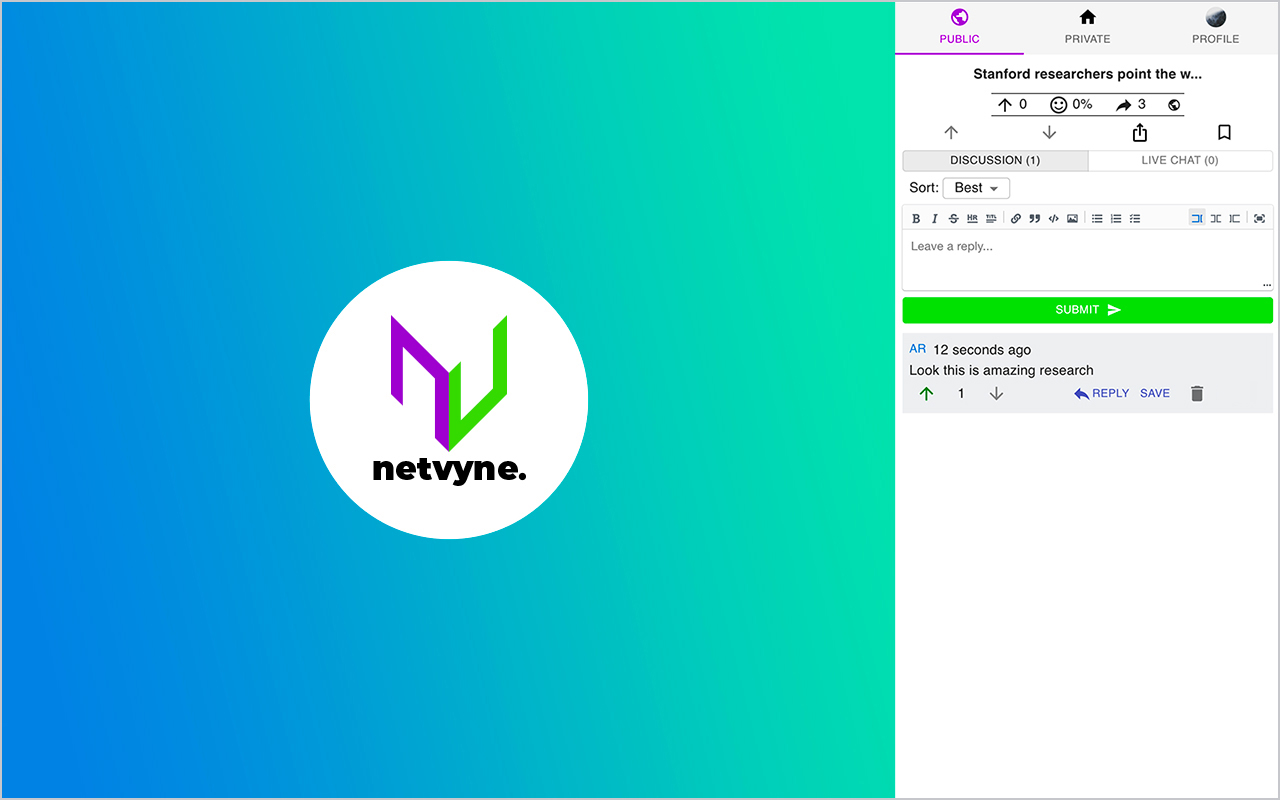 PUBLIC PRIVATE PROFILE
Stanford researchers point the w...
0 0% 3
DISCUSSION (1) LIVE CHAT (0)
Sort: Best
B I S HR TITL
Leave a reply...
SUBMIT
AR 12 seconds ago
Look this is amazing research
1 REPLY SAVE
netvyne.